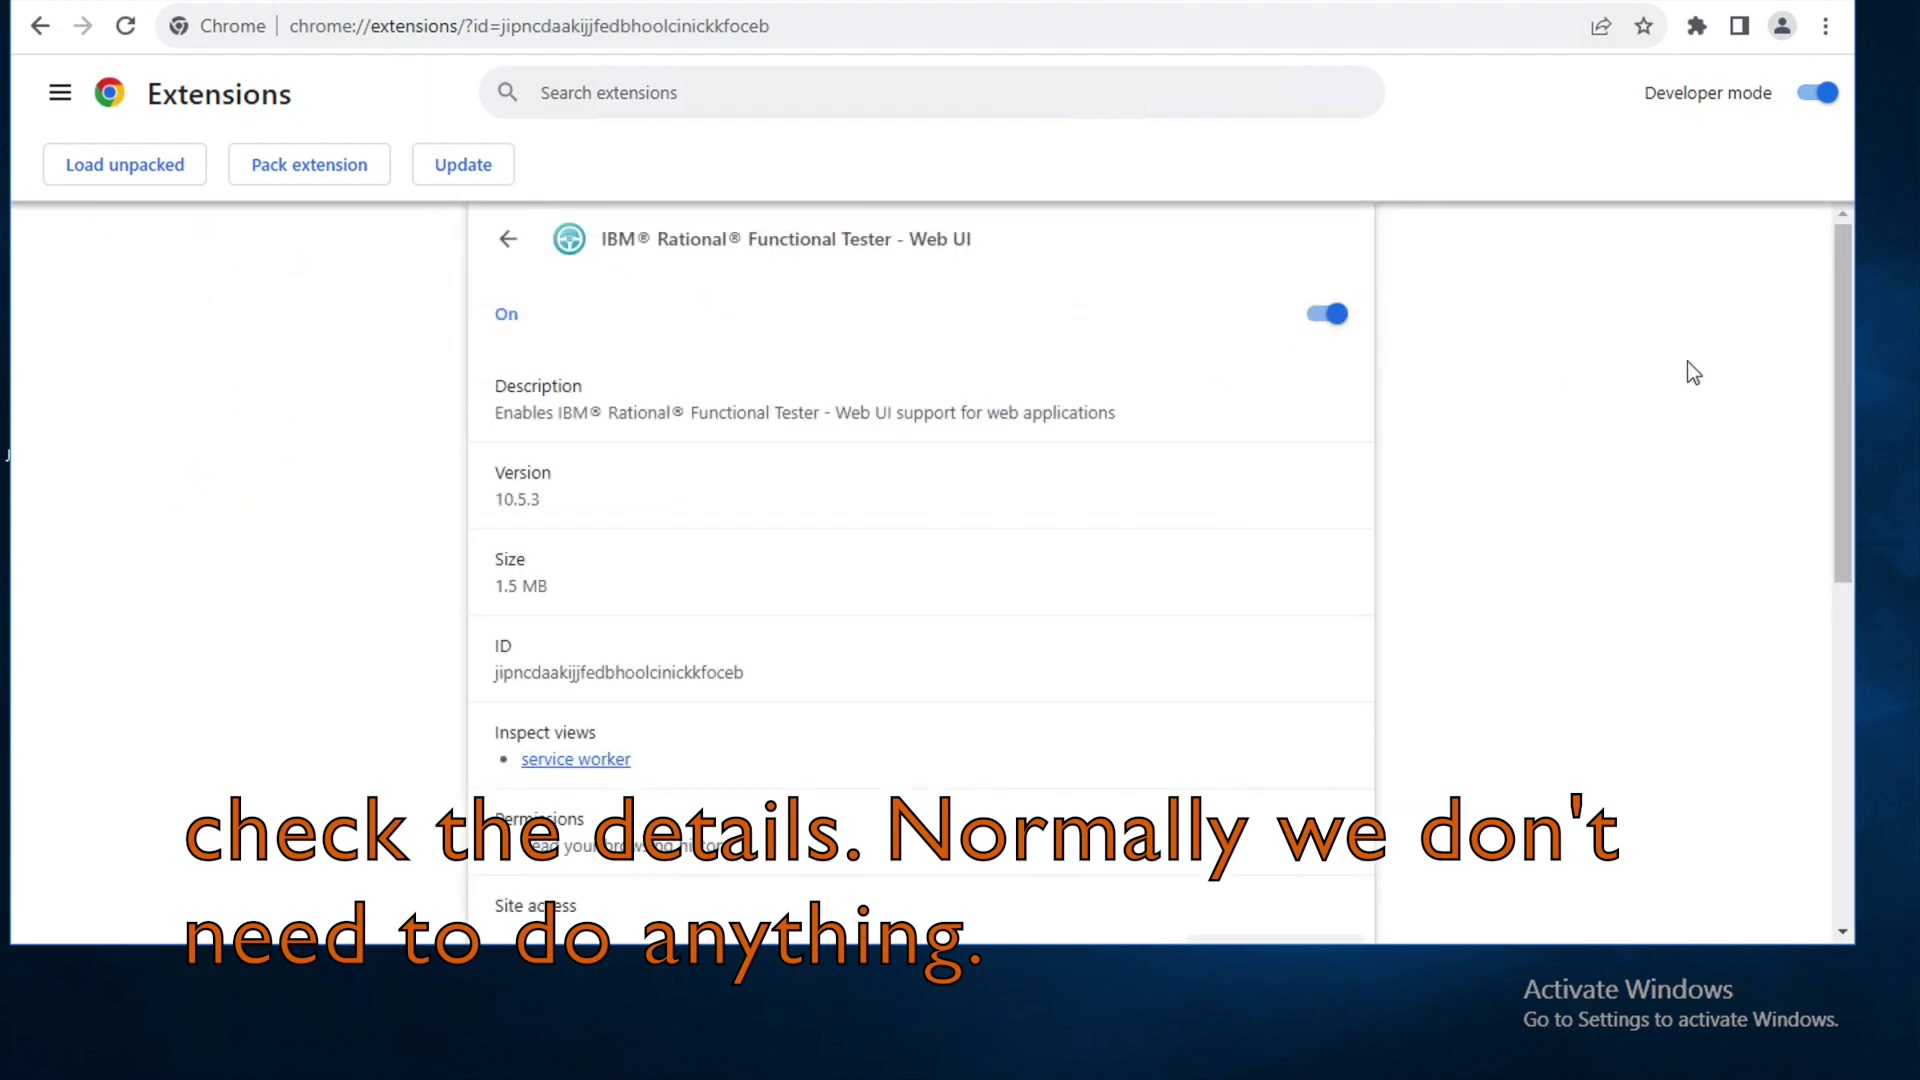 Chrome
chrome://extensions/?id=jipncdaakijjfedbhoolcinickkfoceb
Extensions
Search extensions
Developer mode
Load unpacked
Pack extension
Update
IBM® Rational® Functional Tester - Web UI
On
Description
Enables IBM® Rational® Functional Tester - Web UI support for web applications
Version
10.5.3
Size
1.5 MB
ID
jipncdaakijjfedbhoolcinickkfoceb
Inspect views
• service worker
Permissions
Site access
check the details. Normally we don't
need to do anything.
Activate Windows
Go to Settings to activate Windows.